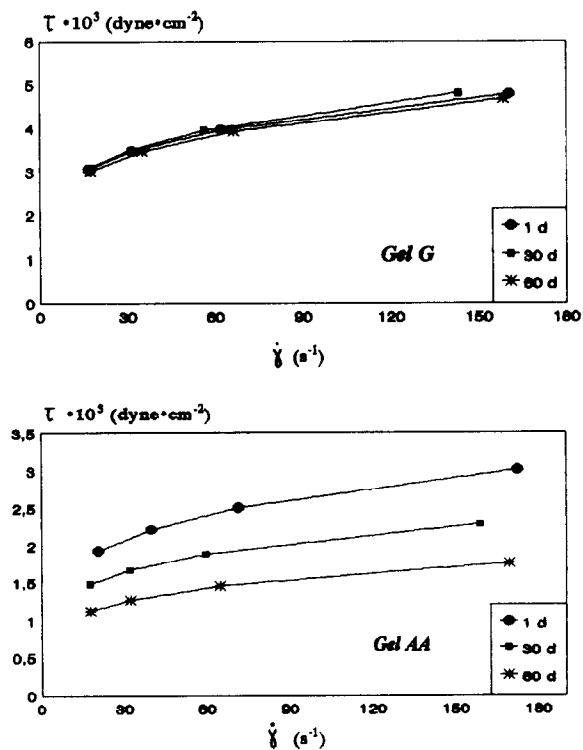 τ · 10³ (dyne·cm⁻²)
6
5
4
3
2
1
0
0 30 60 90 120 150 180
Gel G
1 d
30 d
60 d
γ̇ (s⁻¹)
τ · 10³ (dyne·cm⁻²)
3,5
3
2,5
2
1,5
1
0,5
0
0 30 60 90 120 150 180
Gel AA
1 d
30 d
60 d
γ̇ (s⁻¹)